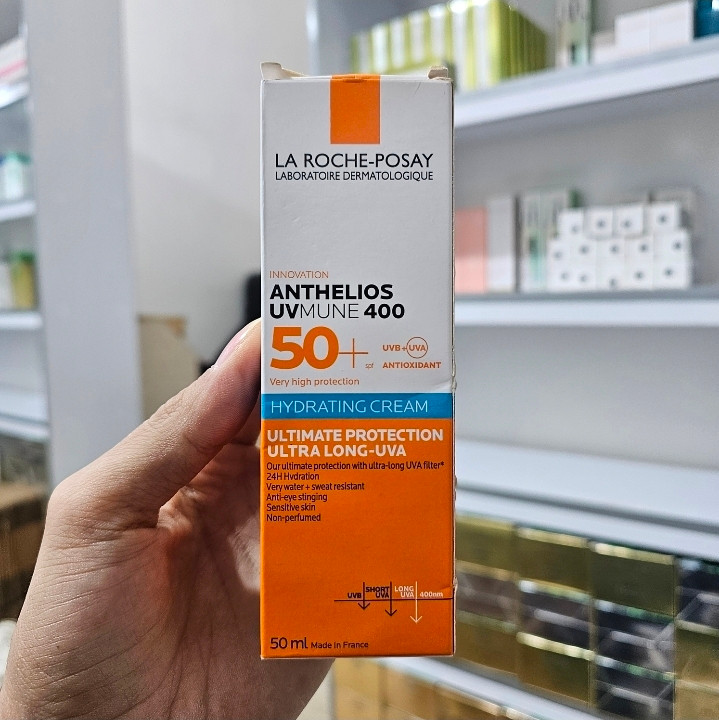 LA ROCHE-POSAY
LABORATOIRE DERMATOLOGIQUE
INNOVATION
ANTHELIOS
UVMUNE 400
50+ spf
UVB+UVA
ANTIOXIDANT
Very high protection
HYDRATING CREAM
ULTIMATE PROTECTION
ULTRA LONG-UVA
Our ultimate protection with ultra-long UVA filter*
24H Hydration
Very water + sweat resistant
Anti-eye stinging
Sensitive skin
Non-perfumed
UVB SHORT UVA LONG UVA 400nm
50 ml Made in France